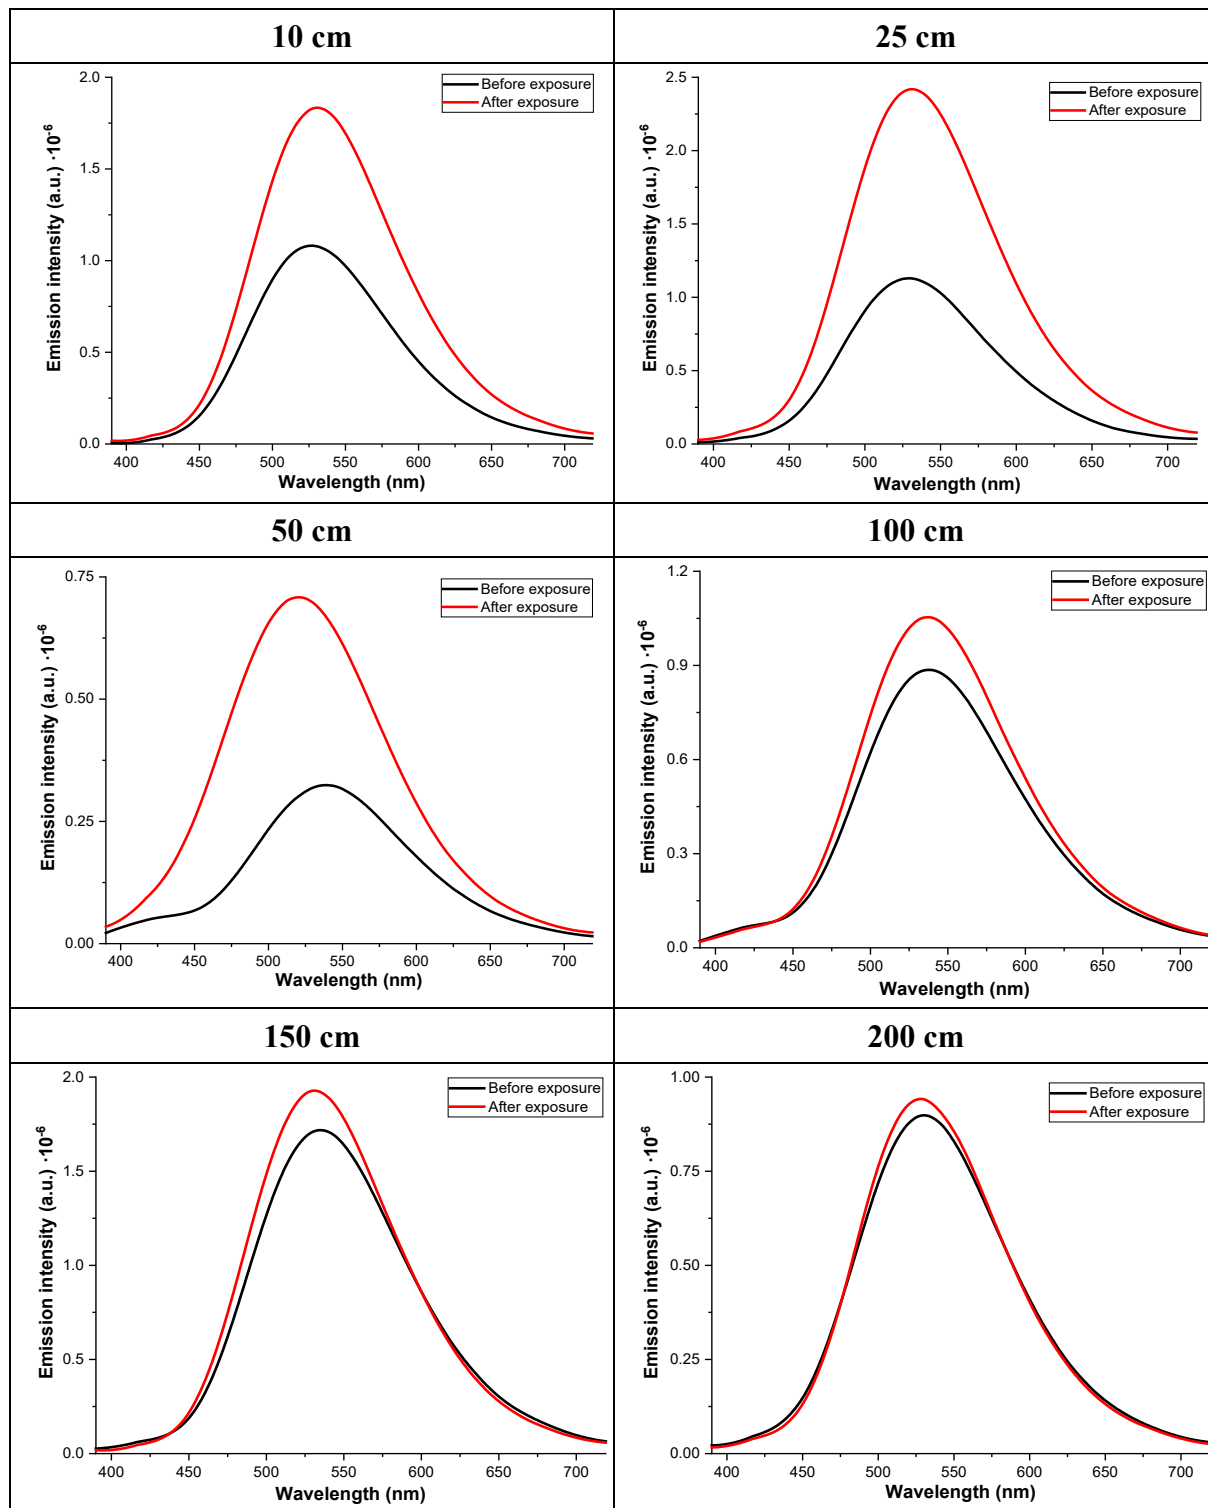 10 cm
25 cm
Emission intensity (a.u.) ·10⁻⁶
2.0
1.5
1.0
0.5
0.0
Before exposure
After exposure
400 450 500 550 600 650 700
Wavelength (nm)
Emission intensity (a.u.) ·10⁻⁶
2.5
2.0
1.5
1.0
0.5
0.0
Before exposure
After exposure
400 450 500 550 600 650 700
Wavelength (nm)
50 cm
100 cm
Emission intensity (a.u.) ·10⁻⁶
0.75
0.50
0.25
0.00
Before exposure
After exposure
400 450 500 550 600 650 700
Wavelength (nm)
Emission intensity (a.u.) ·10⁻⁶
1.2
0.9
0.6
0.3
0.0
Before exposure
After exposure
400 450 500 550 600 650 700
Wavelength (nm)
150 cm
200 cm
Emission intensity (a.u.) ·10⁻⁶
2.0
1.5
1.0
0.5
0.0
Before exposure
After exposure
400 450 500 550 600 650 700
Wavelength (nm)
Emission intensity (a.u.) ·10⁻⁶
1.00
0.75
0.50
0.25
0.00
Before exposure
After exposure
400 450 500 550 600 650 700
Wavelength (nm)